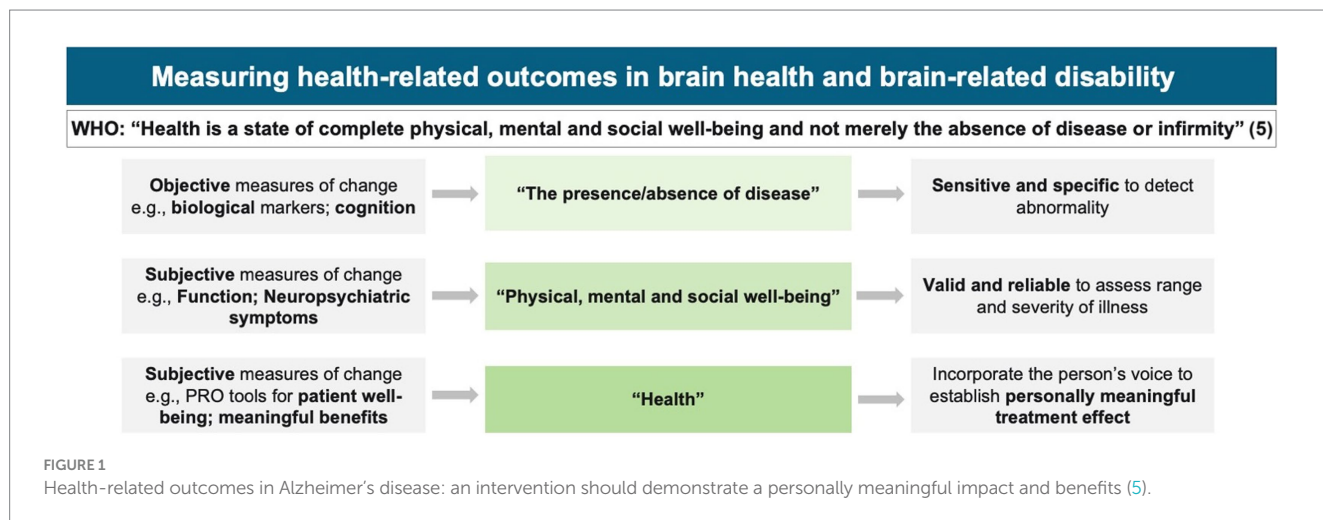 Measuring health-related outcomes in brain health and brain-related disability
WHO: “Health is a state of complete physical, mental and social well-being and not merely the absence of disease or infirmity” (5)
Objective measures of change
e.g., biological markers; cognition
“The presence/absence of disease”
Sensitive and specific to detect
abnormality
Subjective measures of change
e.g., Function; Neuropsychiatric
symptoms
“Physical, mental and social well-being”
Valid and reliable to assess range
and severity of illness
Subjective measures of change
e.g., PRO tools for patient well-
being; meaningful benefits
“Health”
Incorporate the person’s voice to
establish personally meaningful
treatment effect
FIGURE 1
Health-related outcomes in Alzheimer’s disease: an intervention should demonstrate a personally meaningful impact and benefits (5).